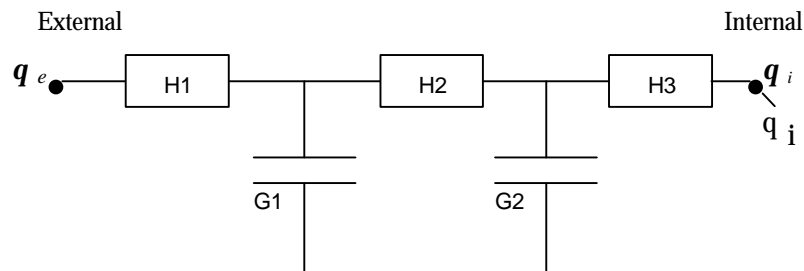 External Internal
q e H1 H2 H3 q i
q i
G1 G2